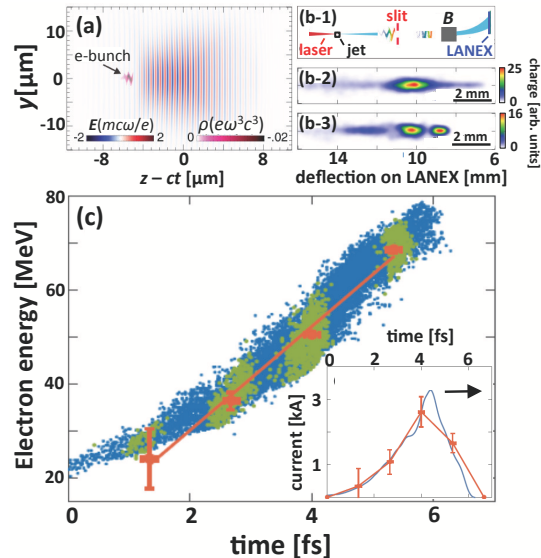 (a)
e-bunch
y[μm]
10
0
-10
E(mcω/e)
ρ(eω³c³)
-2
2
0
-.02
-8
-4
0
4
8
z − ct [μm]
(b-1)
slit
B
laser
jet
LANEX
(b-2)
2 mm
25
0
(b-3)
2 mm
16
0
charge (arb. units)
14
10
6
deflection on LANEX [mm]
(c)
Electron energy [MeV]
80
60
40
20
0
2
4
6
time [fs]
time [fs]
0
2
4
6
current [kA]
3
1